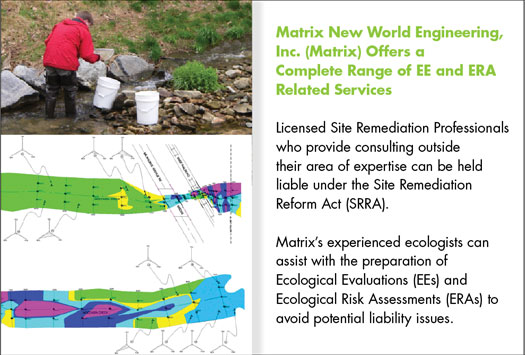 Matrix New World Engineering,
Inc. (Matrix) Offers a
Complete Range of EE and ERA
Related Services
Licensed Site Remediation Professionals
who provide consulting outside
their area of expertise can be held
liable under the Site Remediation
Reform Act (SRRA).
Matrix's experienced ecologists can
assist with the preparation of
Ecological Evaluations (EEs) and
Ecological Risk Assessments (ERAs) to
avoid potential liability issues.